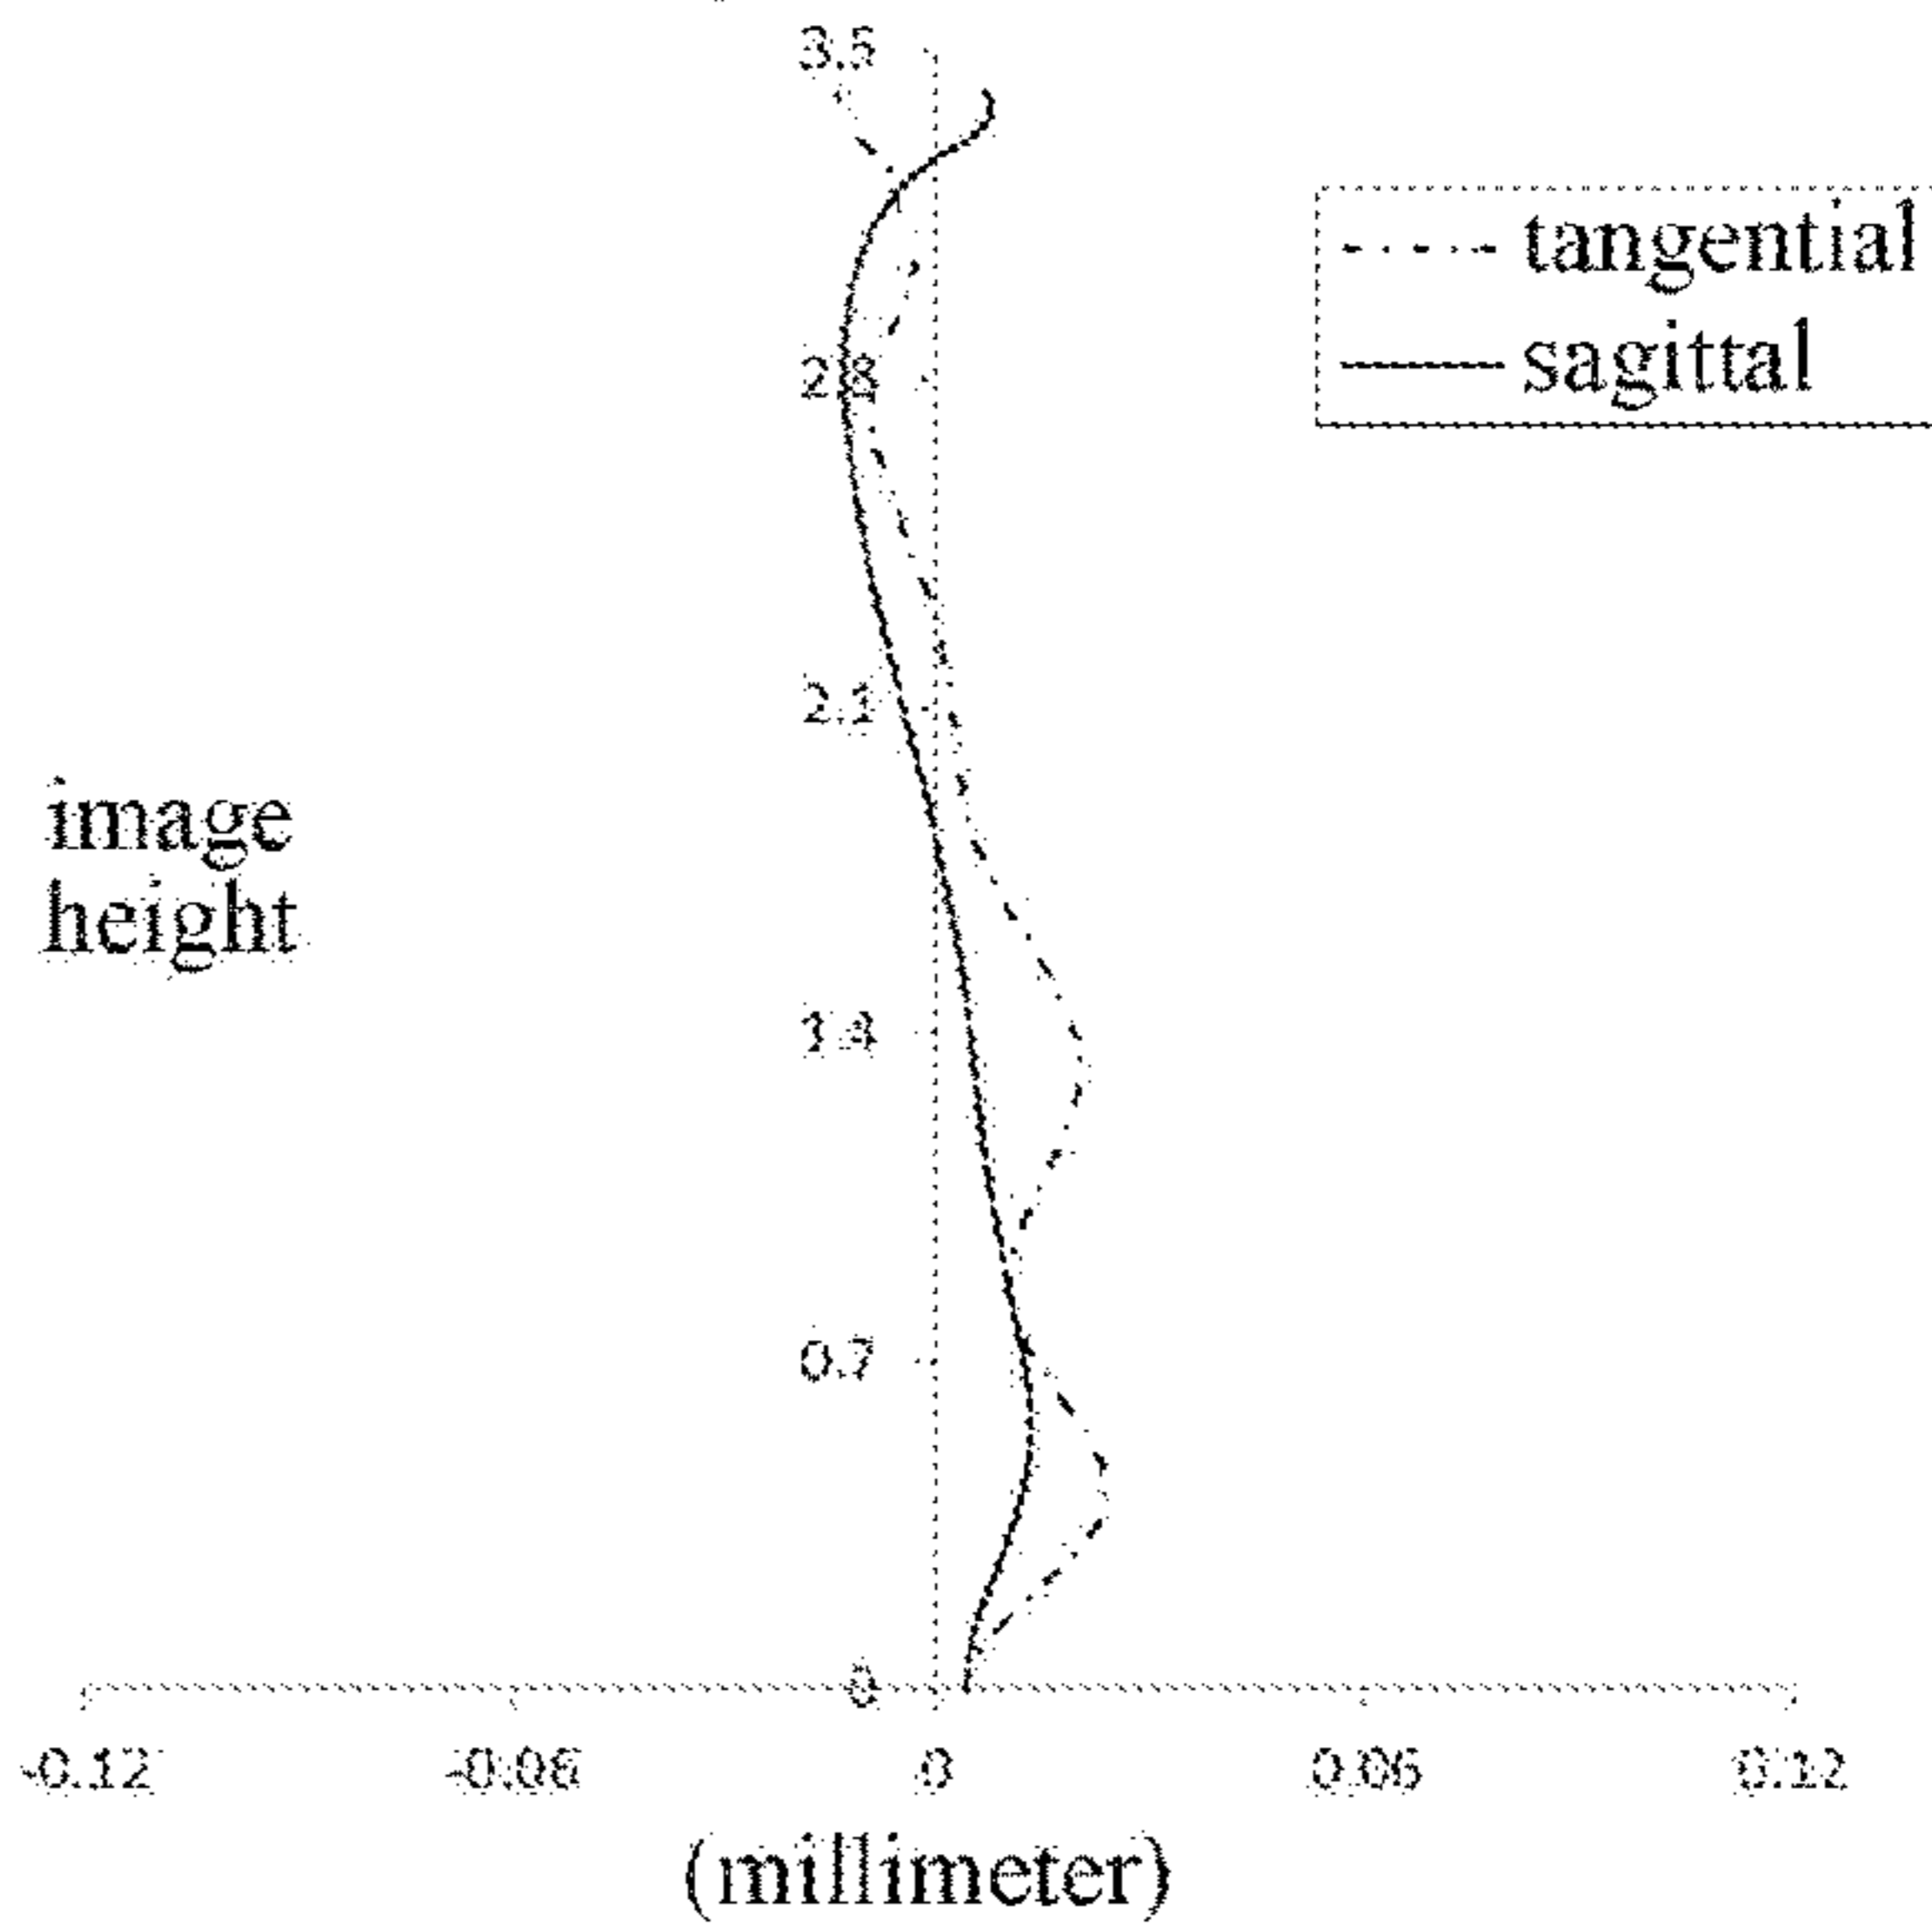 3.5
tangential
sagittal
2.8
2.1
image
height
1.4
0.7
0
-0.12 -0.06 0 0.06 0.12
(millimeter)